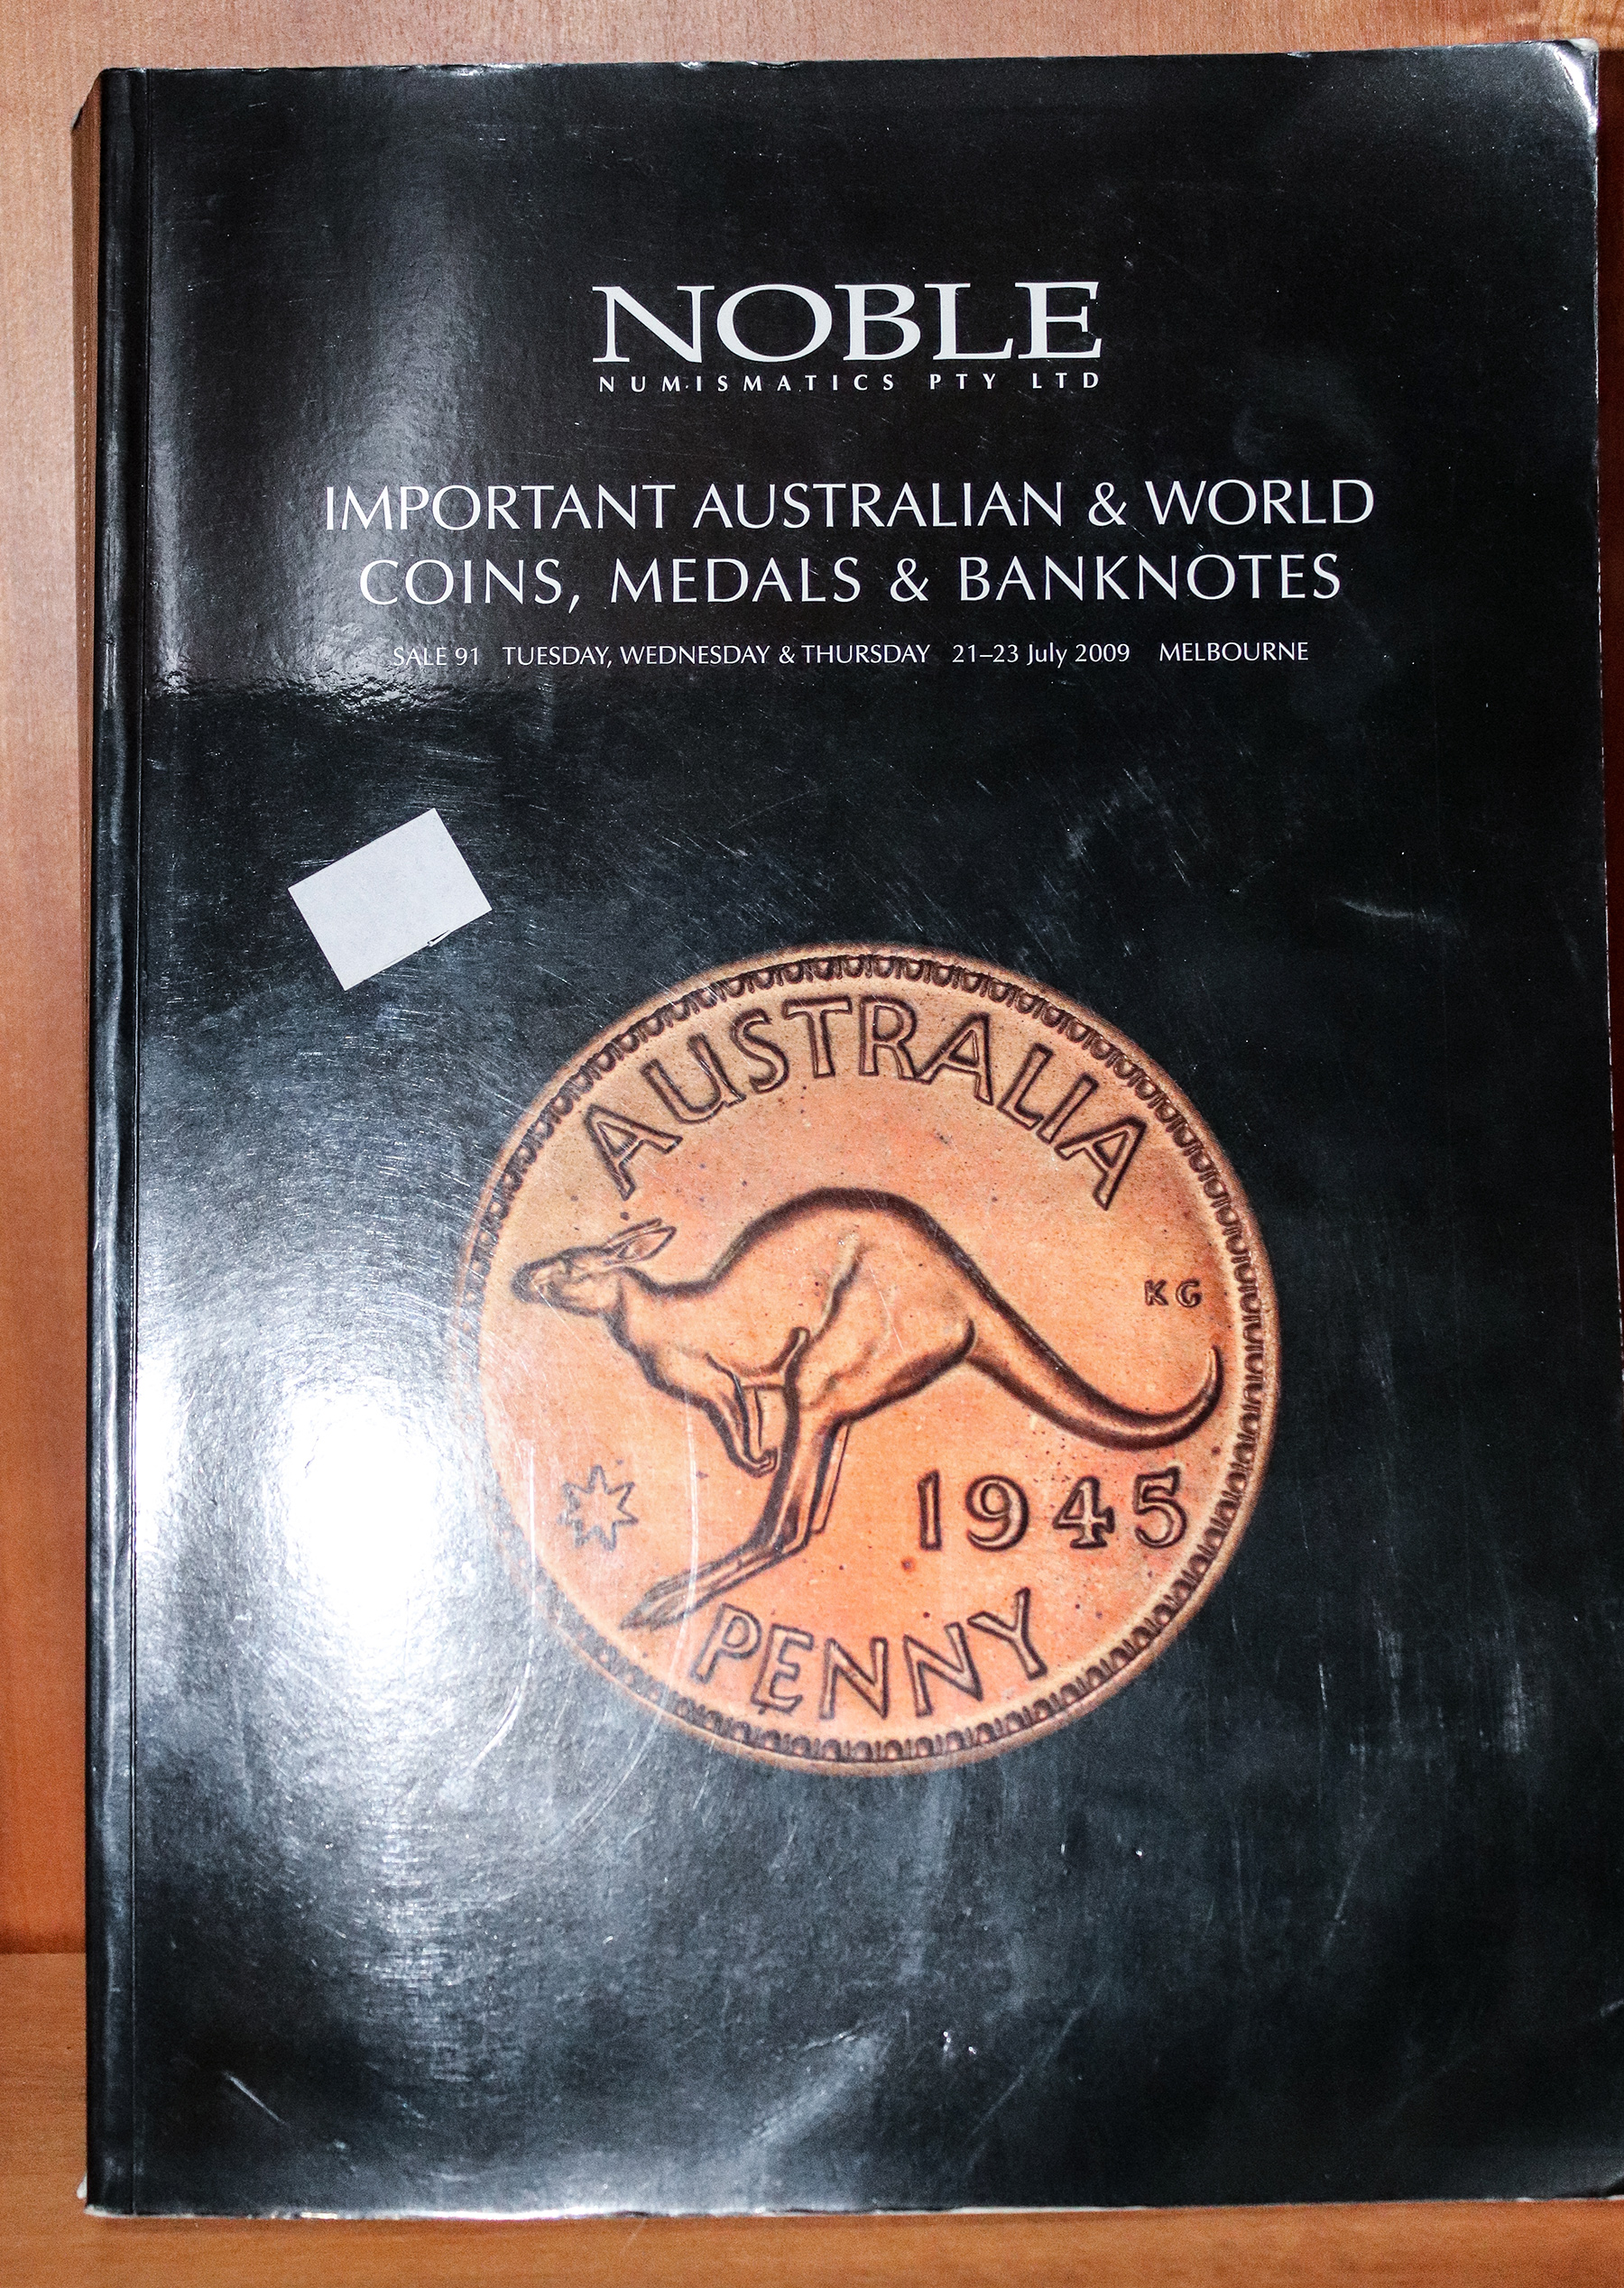 NOBLE
NUMISMATICS PTY LTD
IMPORTANT AUSTRALIAN & WORLD
COINS, MEDALS & BANKNOTES
SALE 91 TUESDAY, WEDNESDAY & THURSDAY 21–23 July 2009 MELBOURNE
AUSTRALIA
KG
1945
PENNY